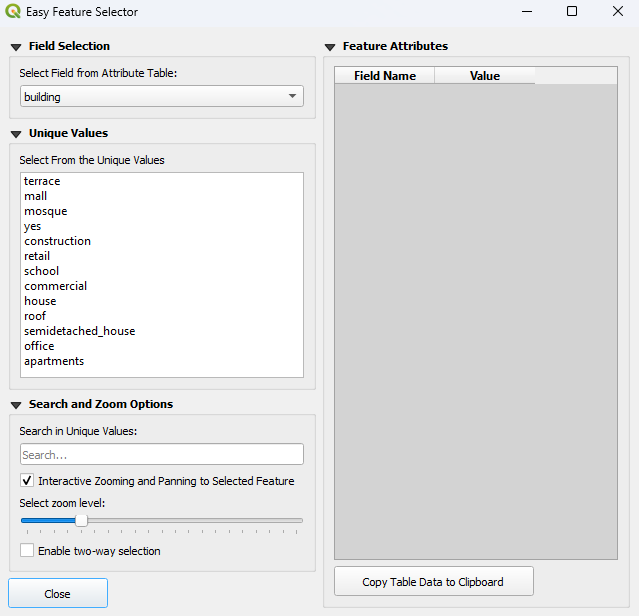 Easy Feature Selector
Field Selection
Select Field from Attribute Table:
building
Unique Values
Select From the Unique Values
terrace
mall
mosque
yes
construction
retail
school
commercial
house
roof
semidetached_house
office
apartments
Search and Zoom Options
Search in Unique Values:
Search...
Interactive Zooming and Panning to Selected Feature
Select zoom level:
Enable two-way selection
Close
Feature Attributes
Field Name Value
Copy Table Data to Clipboard